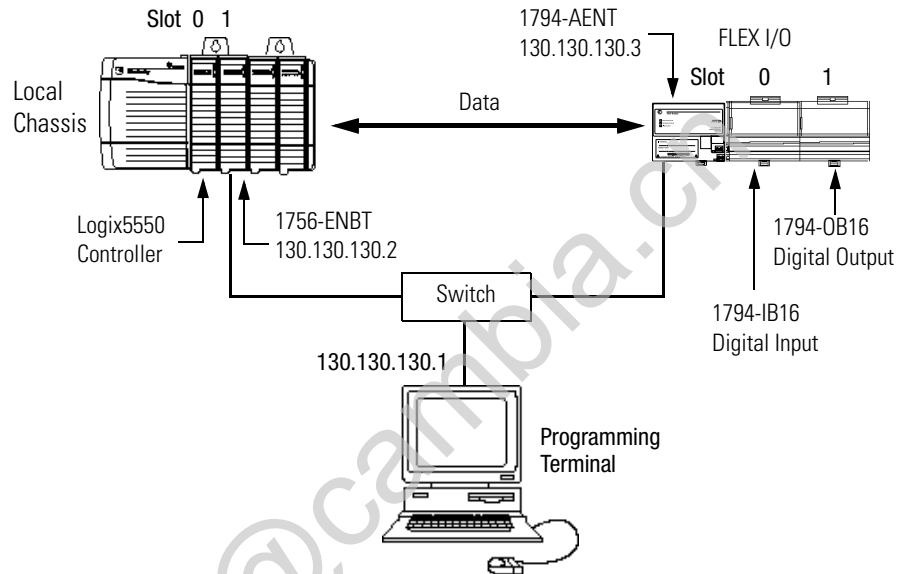 Slot 0 1
1794-AENT
130.130.130.3
FLEX I/O
Slot 0 1
Local
Chassis
Data
Logix5550
Controller
1756-ENBT
130.130.130.2
1794-OB16
Digital Output
Switch
1794-IB16
Digital Input
130.130.130.1
Programming
Terminal
@cambia.cn